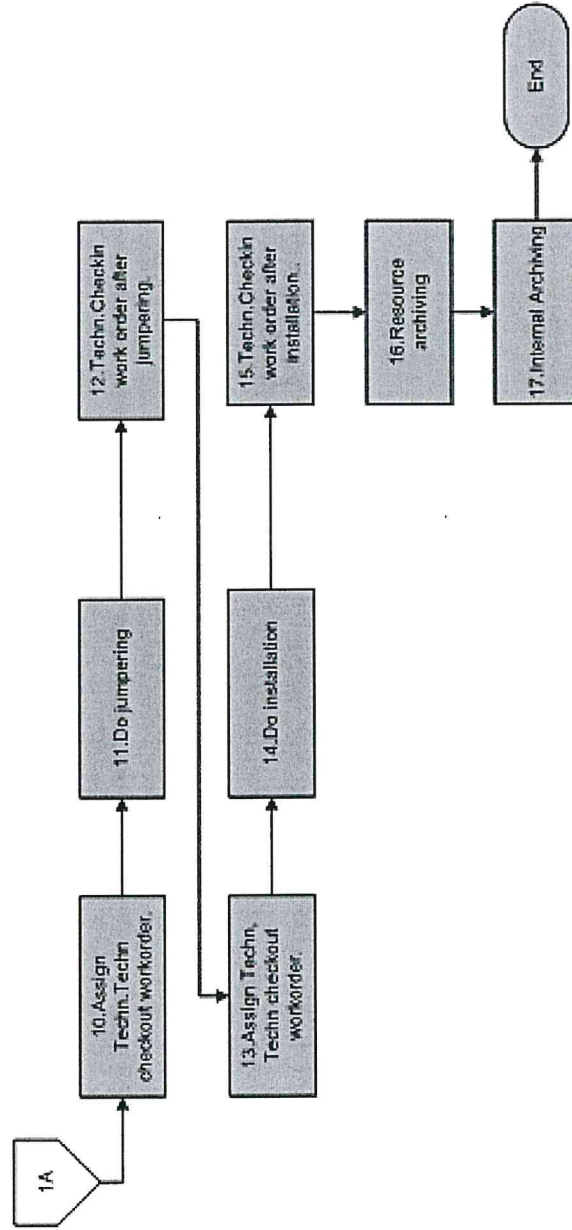 1A
10.Assign
Techn.Techn
checkout workorder.
11.Do jumpering
12.Techn.Checkin
work order after
jumpering.
13.Assign Techn.
Techn checkout
workorder.
14.Do installation
15.Techn.Checkin
work order after
installation..
16.Resource
archiving
17.Internal Archiving
End